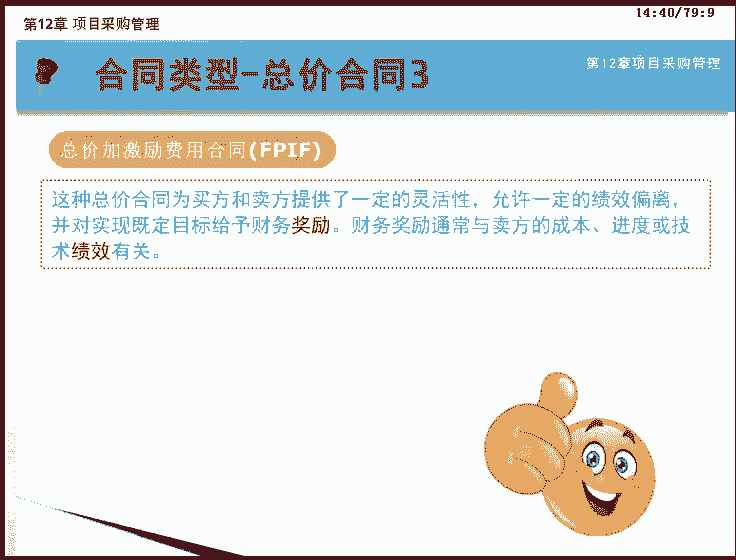 14:40/79:9
第12章 项目采购管理
合同类型-总价合同3
第12章项目采购管理
总价加激励费用合同(FPIF)
这种总价合同为买方和卖方提供了一定的灵活性，允许一定的绩效偏离，
并对实现既定目标给予财务奖励。财务奖励通常与卖方的成本、进度或技
术绩效有关。